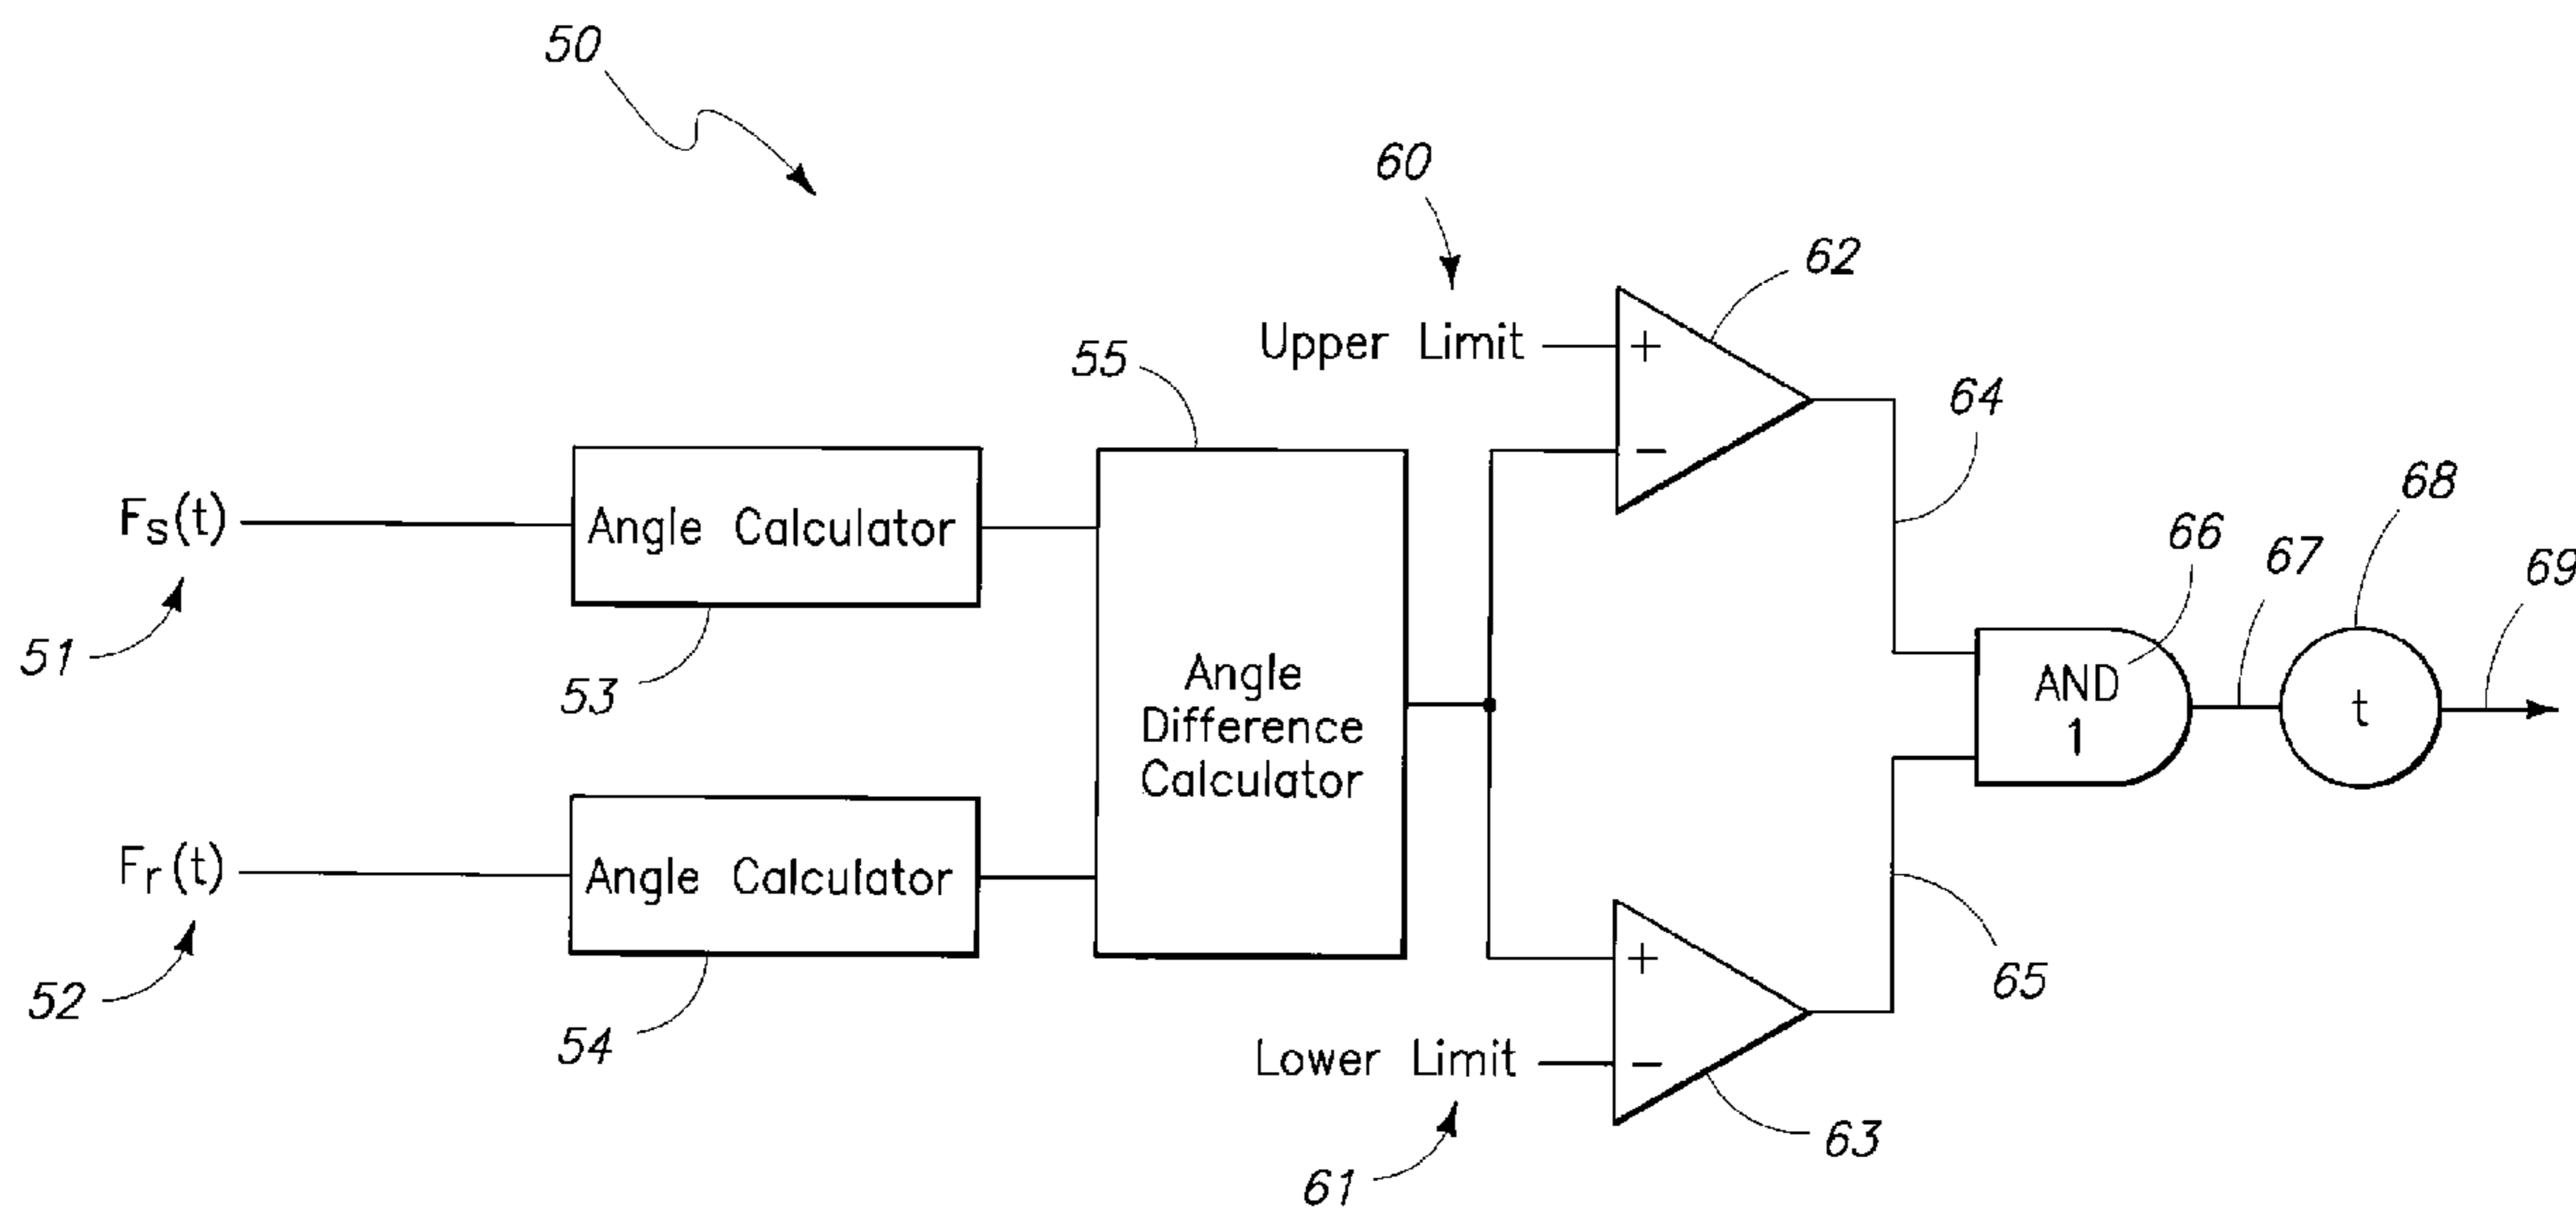 50
60
62
Upper Limit
+
−
55
64
68
66
67
69
Fs(t)
Angle Calculator
51
53
Angle
Difference
Calculator
AND
1
t
Fr(t)
Angle Calculator
52
54
+
−
65
Lower Limit
63
61